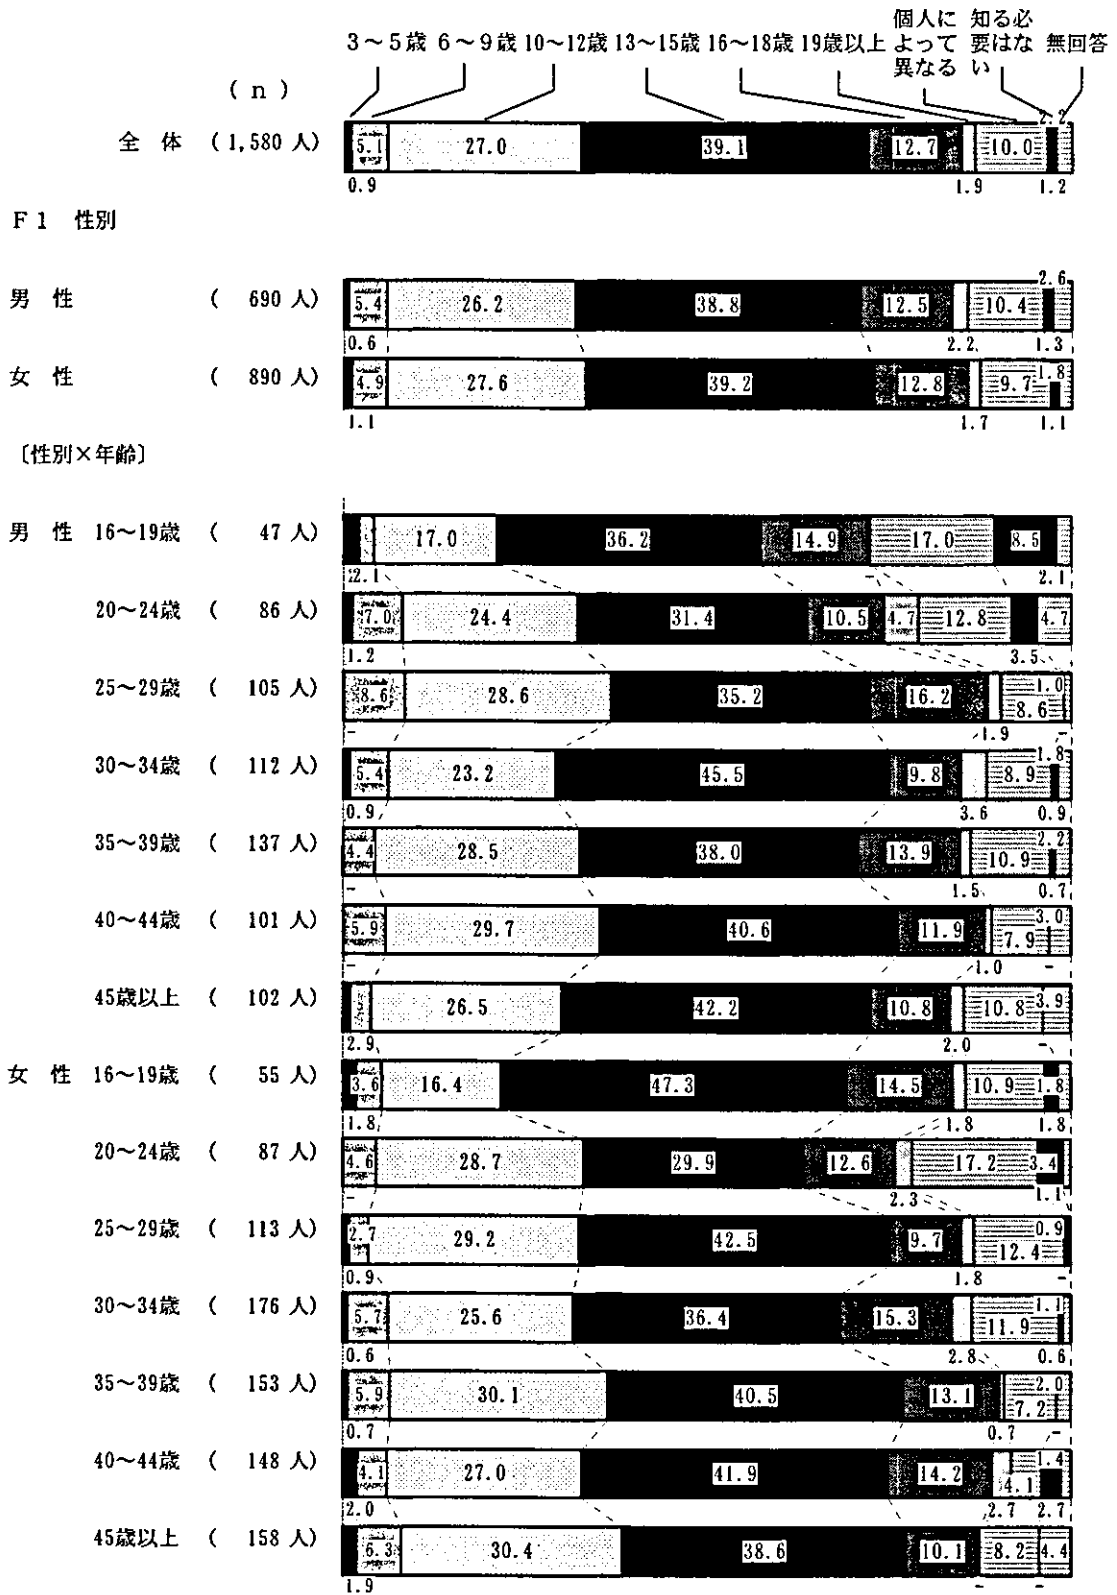 個人に 知る必
3～5歳 6～9歳 10～12歳 13～15歳 16～18歳 19歳以上 よって 要はな 無回答
異なる い
(n)
2.2
全体 (1,580人) 5.1 27.0 39.1 12.7 10.0
0.9 1.9 1.2
F1 性別
2.6
男性 (690人) 5.4 26.2 38.8 12.5 10.4
0.6 2.2 1.3
女性 (890人) 4.9 27.6 39.2 12.8 9.7 1.8
1.1 1.7 1.1
〔性別×年齢〕
男性 16～19歳 (47人) 17.0 36.2 14.9 17.0 8.5
2.1 - 2.1
20～24歳 (86人) 7.0 24.4 31.4 10.5 4.7 12.8 4.7
1.2 3.5
25～29歳 (105人) 8.6 28.6 35.2 16.2 8.6 1.0
- 1.9 -
30～34歳 (112人) 5.4 23.2 45.5 9.8 8.9 1.8
0.9 3.6 0.9
35～39歳 (137人) 4.4 28.5 38.0 13.9 10.9 2.2
- 1.5 0.7
40～44歳 (101人) 5.9 29.7 40.6 11.9 7.9 3.0
- 1.0 -
45歳以上 (102人) 26.5 42.2 10.8 10.8 3.9
2.9 2.0 -
女性 16～19歳 (55人) 3.6 16.4 47.3 14.5 10.9 1.8
1.8 1.8 1.8
20～24歳 (87人) 4.6 28.7 29.9 12.6 17.2 3.4
- 2.3 1.1
25～29歳 (113人) 2.7 29.2 42.5 9.7 12.4 0.9
0.9 1.8 -
30～34歳 (176人) 5.7 25.6 36.4 15.3 11.9 1.1
0.6 2.8 0.6
35～39歳 (153人) 5.9 30.1 40.5 13.1 7.2 2.0
0.7 0.7 -
40～44歳 (148人) 4.1 27.0 41.9 14.2 4.1 1.4
2.0 2.7 2.7
45歳以上 (158人) 6.3 30.4 38.6 10.1 8.2 4.4
1.9 - -